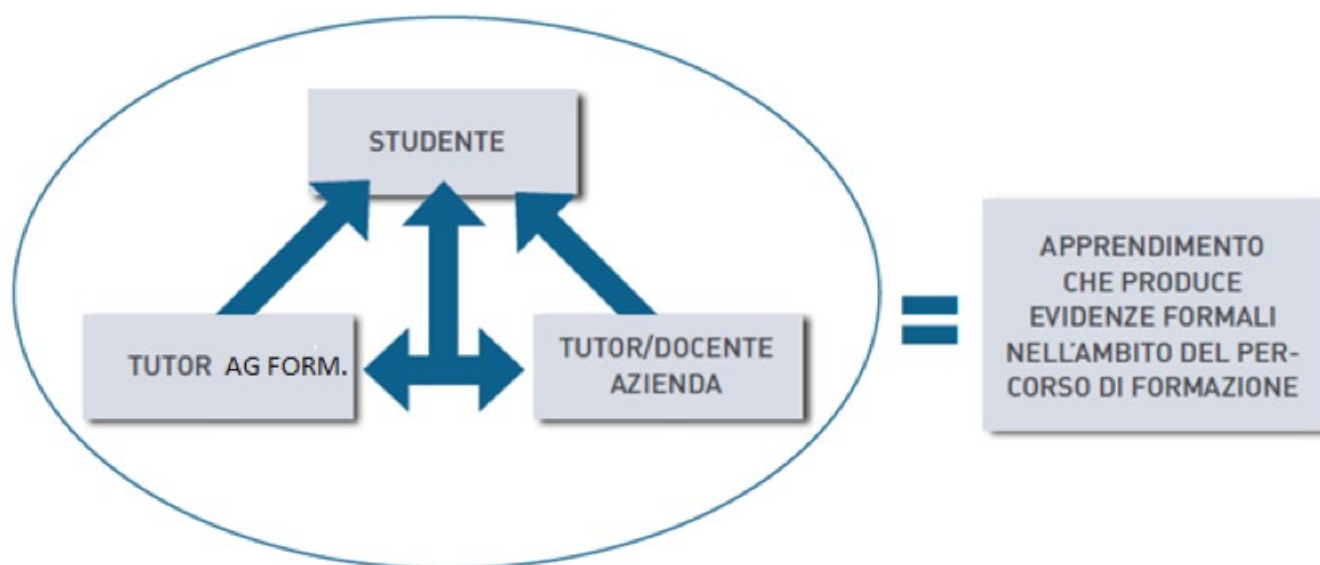 STUDENTE
TUTOR AG FORM.
TUTOR/DOCENTE
AZIENDA
=
APPRENDIMENTO
CHE PRODUCE
EVIDENZE FORMALI
NELL'AMBITO DEL PER-
CORSO DI FORMAZIONE